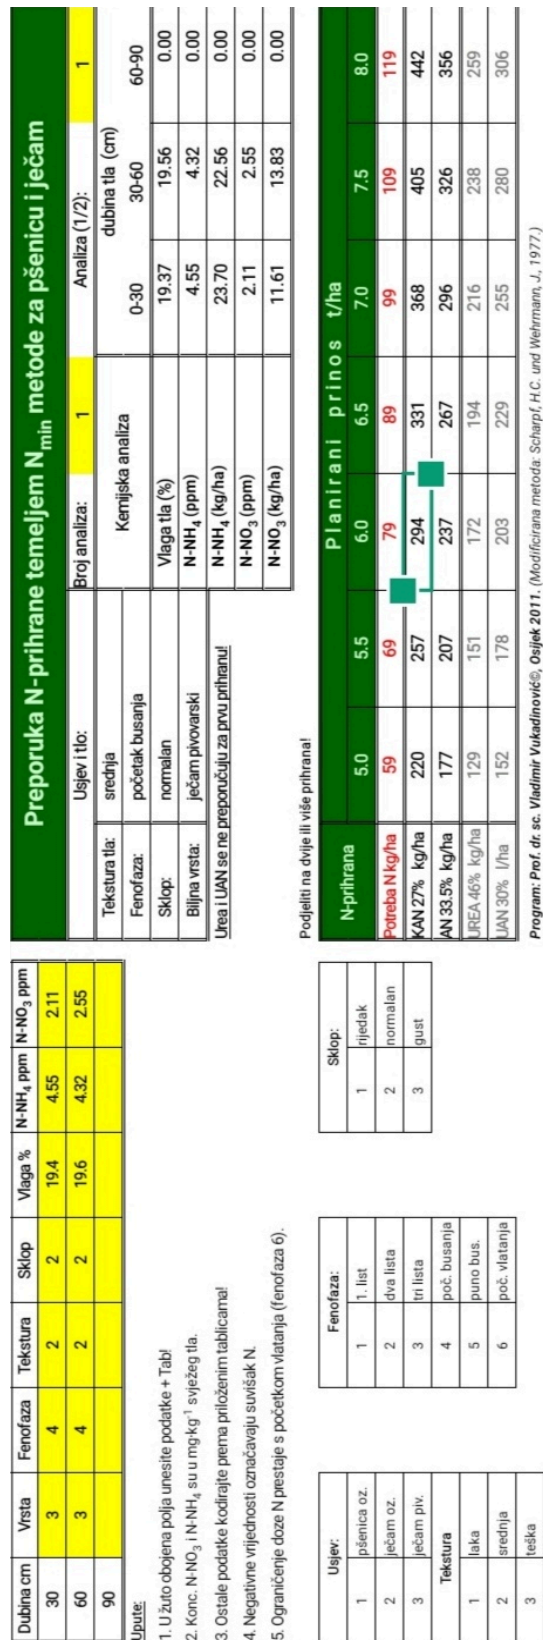 Dubina cm Vrsta Fenofaza Tekstura Sklop Vlaga % N-NH₄ ppm N-NO₃ ppm
30 3 4 2 2 19.4 4.55 2.11
60 3 4 2 2 19.6 4.32 2.55
90
Upute:
1. U žuto obojena polja unesite podatke + Tab!
2. Konc. N-NO₃ i N-NH₄ su u mg·kg⁻¹ svježeg tla.
3. Ostale podatke kodirajte prema priloženim tablicama!
4. Negativne vrijednosti označavaju suvišak N.
5. Ograničenje doze N prestaje s početkom vlatanja (fenofaza 6).
Usjev:
1 pšenica oz.
2 ječam oz.
3 ječam piv.
Tekstura
1 laka
2 srednja
3 teška
Fenofaza:
1 1. list
2 dva lista
3 tri lista
4 poč. busanja
5 puno bus.
6 poč. vlatanja
Sklop:
1 rijedak
2 normalan
3 gust
Preporuka N-prihrane temeljem Nmin metode za pšenicu i ječam
Usjev i tlo: Broj analiza: 1 Analiza (1/2): 1
Tekstura tla: srednja
Fenofaza: početak busanja
Sklop: normalan
Biljna vrsta: ječam pivovarski
Urea i UAN se ne preporučuju za prvu prihranu!
Kemijska analiza dubina tla (cm)
0-30 30-60 60-90
Vlaga tla (%) 19.37 19.56 0.00
N-NH₄ (ppm) 4.55 4.32 0.00
N-NH₄ (kg/ha) 23.70 22.56 0.00
N-NO₃ (ppm) 2.11 2.55 0.00
N-NO₃ (kg/ha) 11.61 13.83 0.00
Podjeliti na dvije ili više prihrana!
N-prihrana Planirani prinos t/ha
5.0 5.5 6.0 6.5 7.0 7.5 8.0
Potreba N kg/ha 59 69 79 89 99 109 119
KAN 27% kg/ha 220 257 294 331 368 405 442
AN 33.5% kg/ha 177 207 237 267 296 326 356
UREA 46% kg/ha 129 151 172 194 216 238 259
UAN 30% l/ha 152 178 203 229 255 280 306
Program: Prof. dr. sc. Vladimir Vukadinović©, Osijek 2011. (Modificirana metoda: Scharpf, H.C. und Wehrmann, J., 1977.)